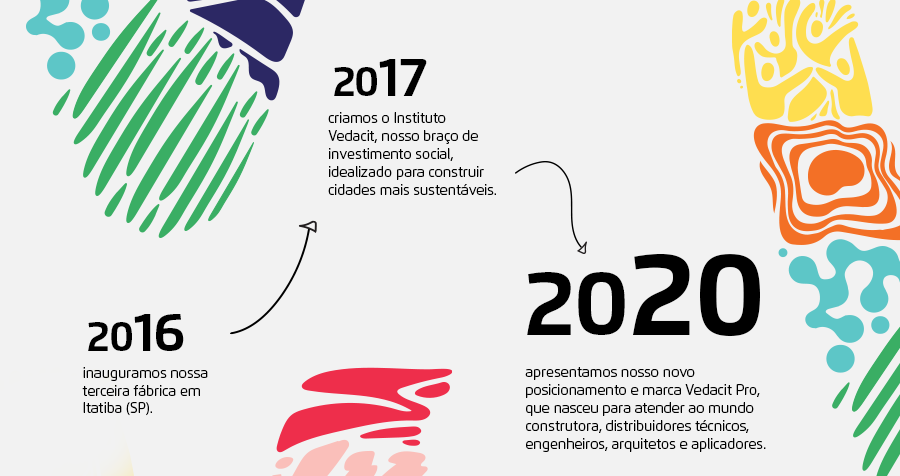 2016
inauguramos nossa
terceira fábrica em
Itatiba (SP).
2017
criamos o Instituto
Vedacit, nosso braço de
investimento social,
idealizado para construir
cidades mais sustentáveis.
2020
apresentamos nosso novo
posicionamento e marca Vedacit Pro,
que nasceu para atender ao mundo
construtora, distribuidores técnicos,
engenheiros, arquitetos e aplicadores.